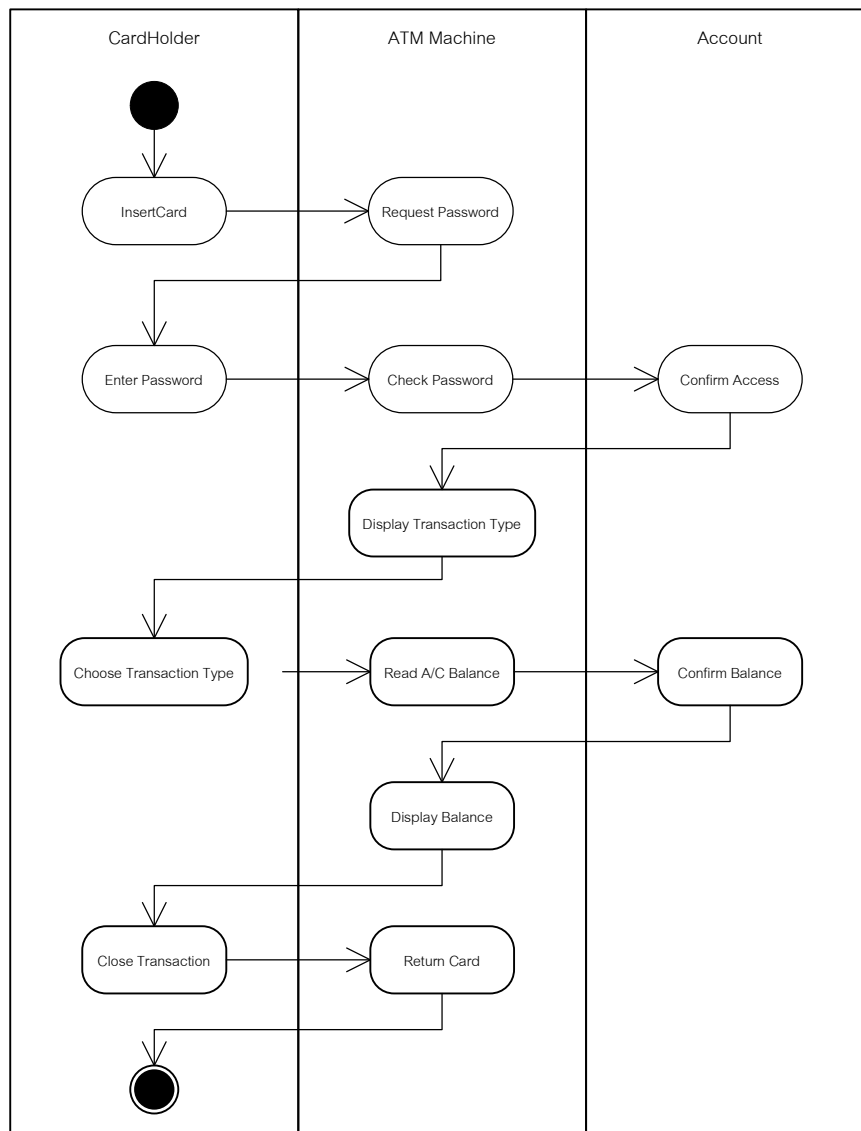 CardHolder
ATM Machine
Account
InsertCard
Request Password
Enter Password
Check Password
Confirm Access
Display Transaction Type
Choose Transaction Type
Read A/C Balance
Confirm Balance
Display Balance
Close Transaction
Return Card